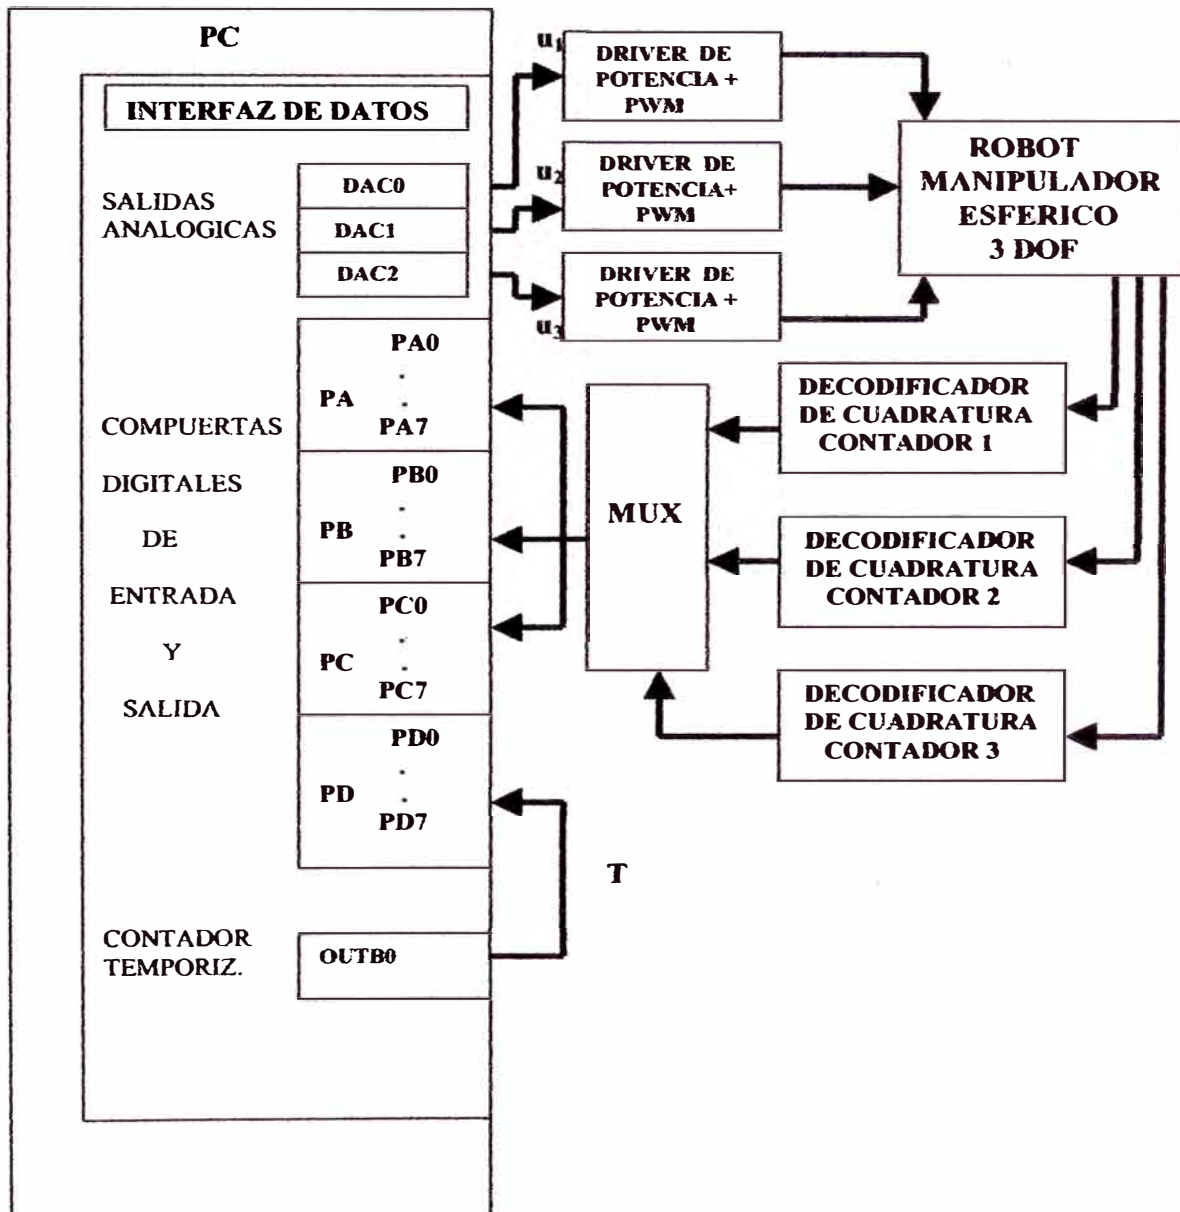 PC
INTERFAZ DE DATOS
SALIDAS
ANALOGICAS
DAC0
DAC1
DAC2
u1
DRIVER DE
POTENCIA +
PWM
u2
DRIVER DE
POTENCIA+
PWM
u3
DRIVER DE
POTENCIA +
PWM
ROBOT
MANIPULADOR
ESFERICO
3 DOF
COMPUERTAS
DIGITALES
DE
ENTRADA
Y
SALIDA
PA0
.
PA .
PA7
PB0
.
PB .
PB7
PC0
.
PC .
PC7
PD0
.
PD .
PD7
MUX
DECODIFICADOR
DE CUADRATURA
CONTADOR 1
DECODIFICADOR
DE CUADRATURA
CONTADOR 2
DECODIFICADOR
DE CUADRATURA
CONTADOR 3
T
CONTADOR
TEMPORIZ.
OUTB0